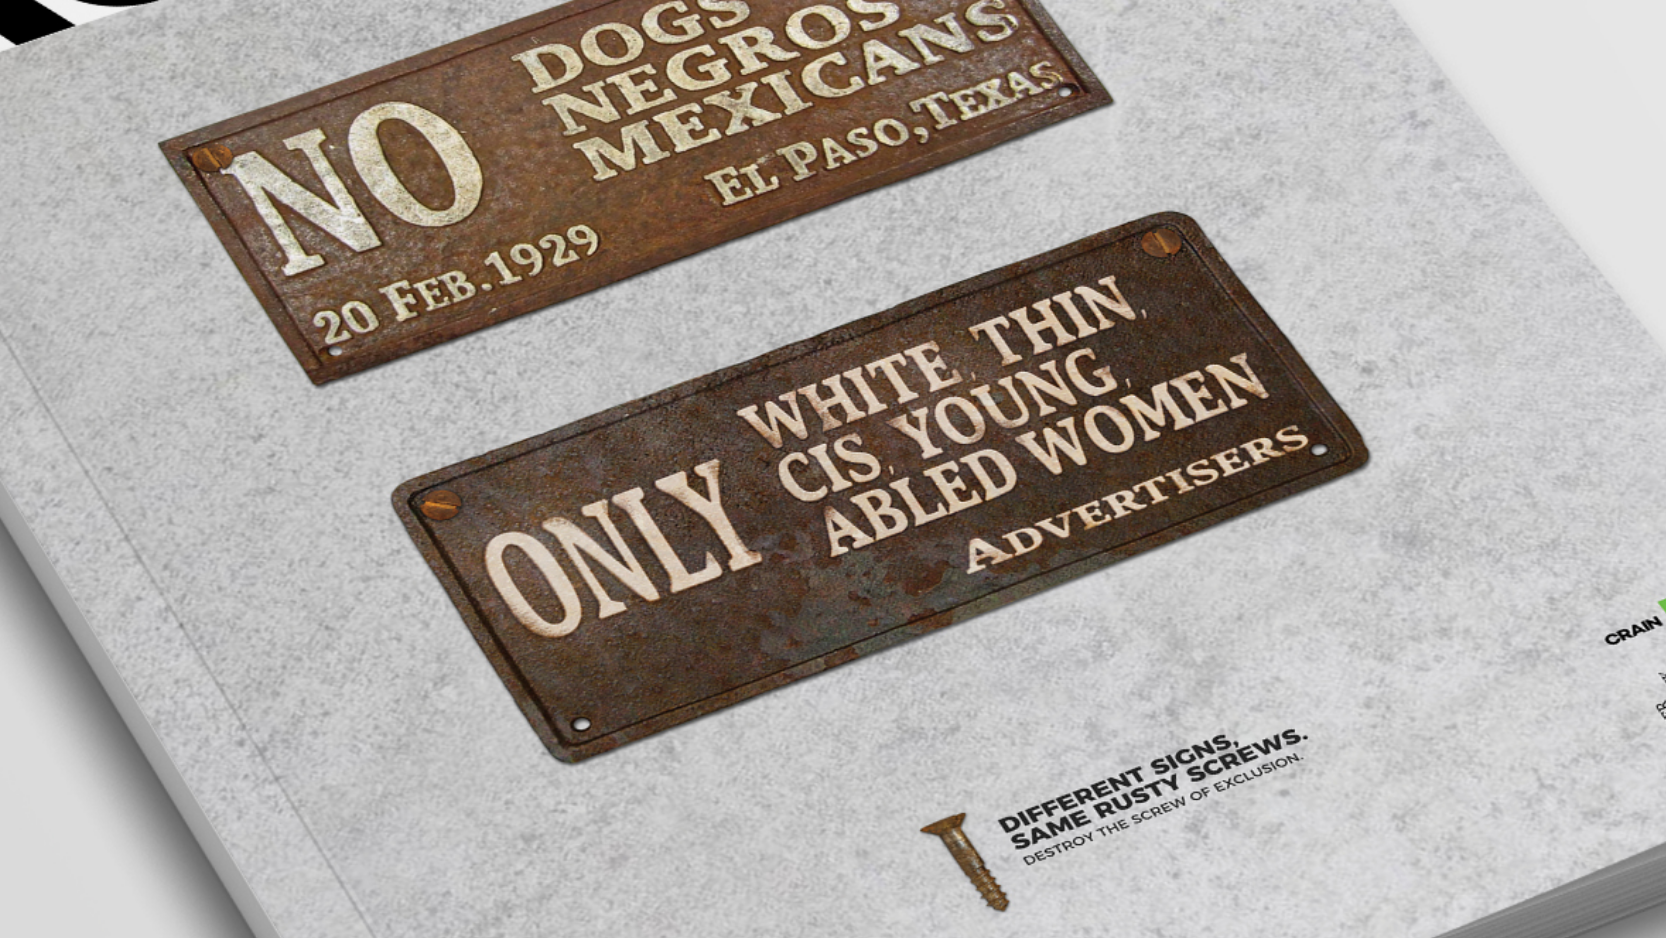 NO
DOGS
NEGROS
MEXICANS
EL PASO, TEXAS
20 FEB. 1929
ONLY
WHITE, THIN,
CIS, YOUNG,
ABLED WOMEN
ADVERTISERS
CRAIN
DIFFERENT SIGNS,
SAME RUSTY SCREWS.
DESTROY THE SCREW OF EXCLUSION.